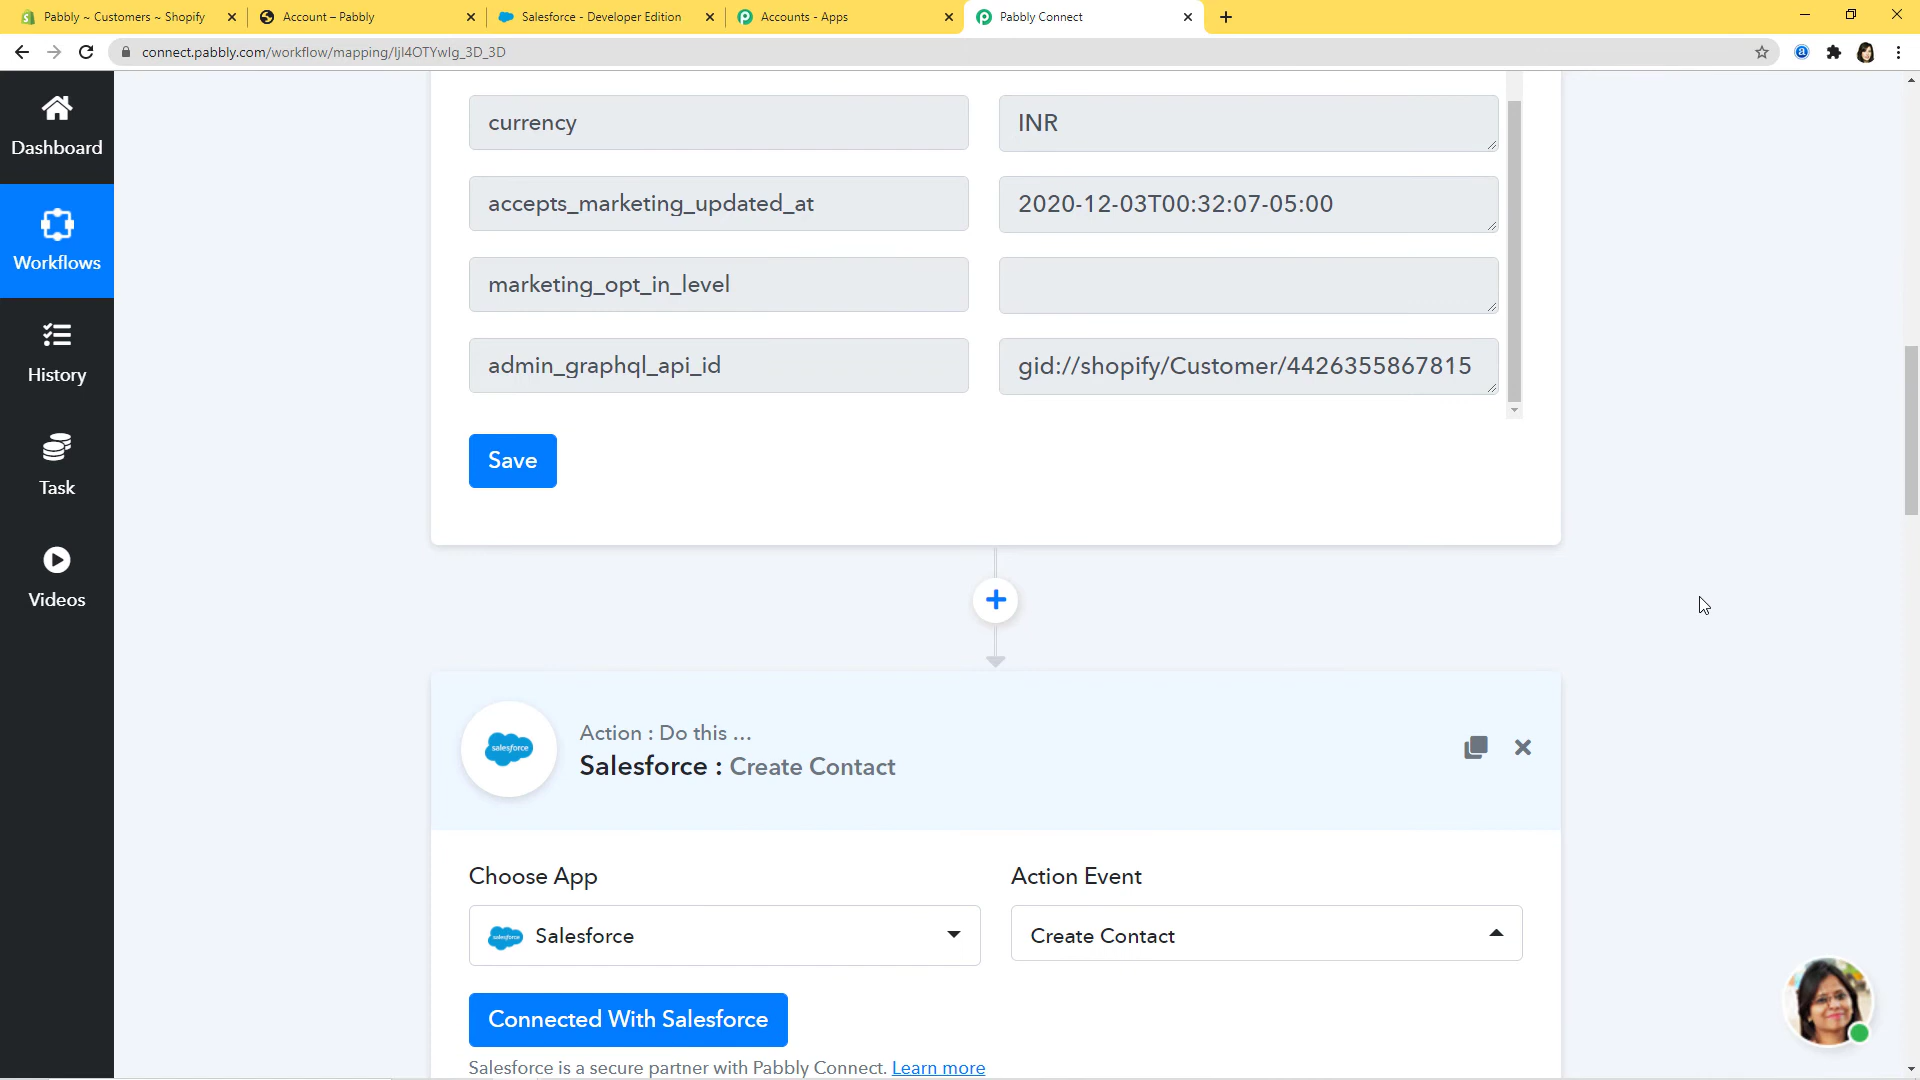 Pabbly ~ Customers ~ Shopify
Account – Pabbly
Salesforce - Developer Edition
Accounts - Apps
Pabbly Connect
connect.pabbly.com/workflow/mapping/IjI4OTYwIg_3D_3D
Dashboard
Workflows
History
Task
Videos
currency
INR
accepts_marketing_updated_at
2020-12-03T00:32:07-05:00
marketing_opt_in_level
admin_graphql_api_id
gid://shopify/Customer/4426355867815
Save
salesforce
Action : Do this ...
Salesforce : Create Contact
Choose App
Action Event
salesforce
Salesforce
Create Contact
Connected With Salesforce
Salesforce is a secure partner with Pabbly Connect. Learn more